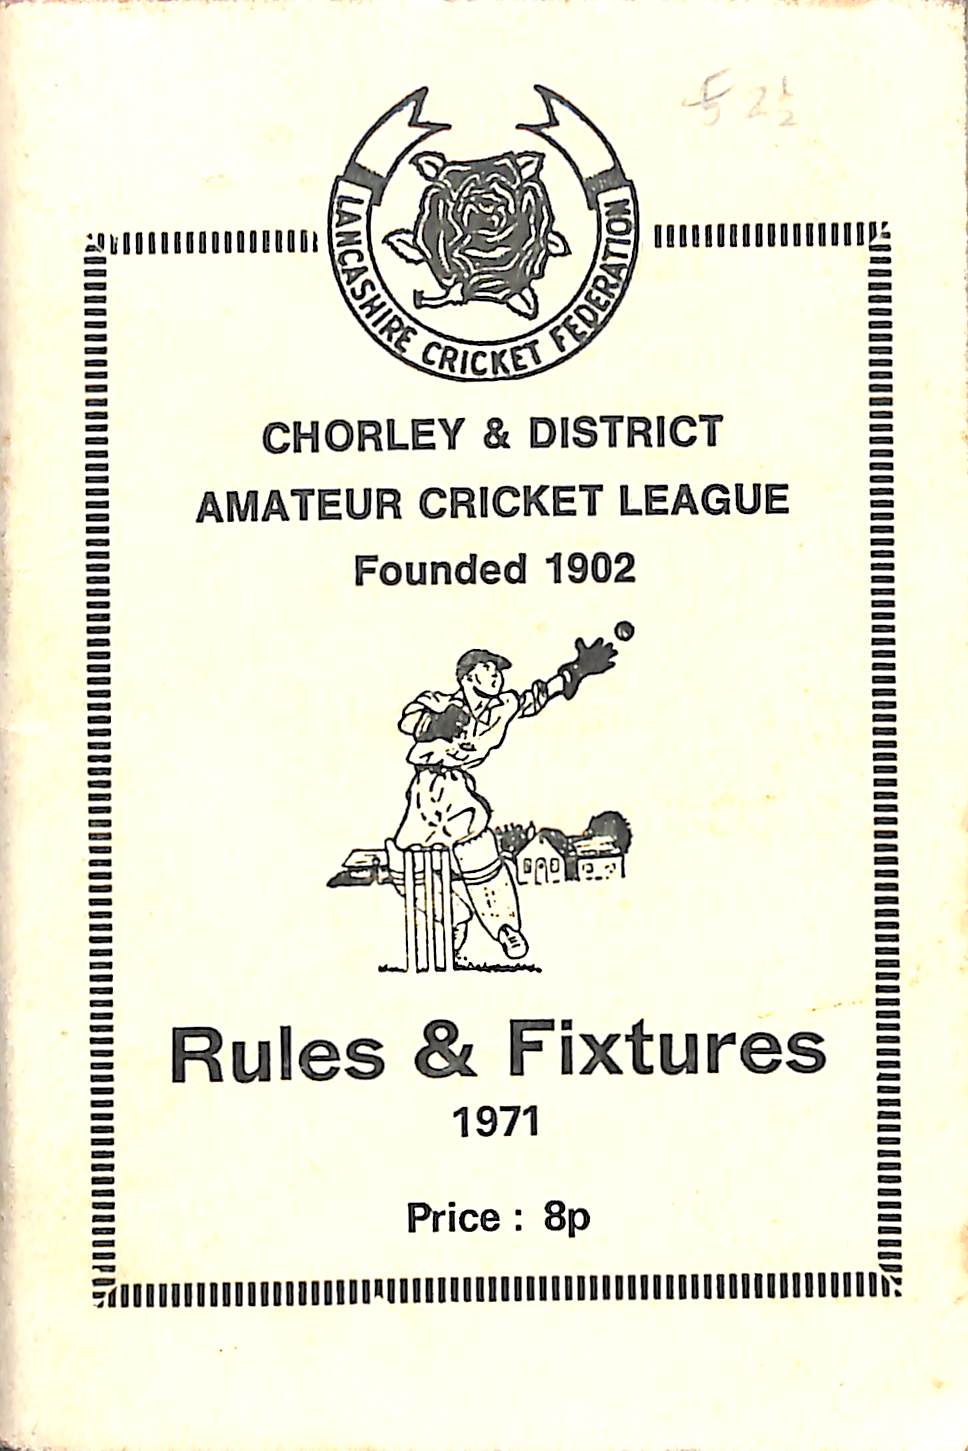 LANCASHIRE CRICKET FEDERATION
CHORLEY & DISTRICT
AMATEUR CRICKET LEAGUE
Founded 1902
Rules & Fixtures
1971
Price : 8p